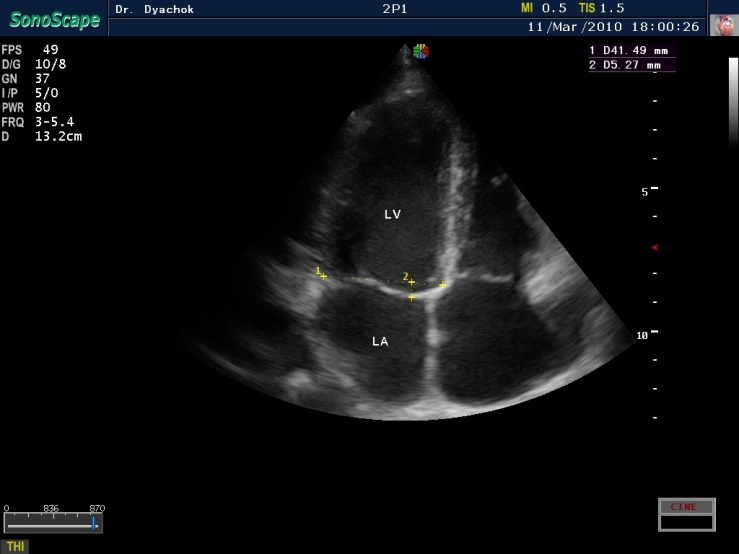 SonoScape
Dr. Dyachok 2P1 MI 0.5 TIS 1.5
11/Mar/2010 18:00:26
FPS 49
D/G 10/8
GN 37
I/P 5/0
PWR 80
FRQ 3-5.4
D 13.2cm
1 D41.49 mm
2 D5.27 mm
5
LV
1
2
10
LA
0 836 870
CINE
THI